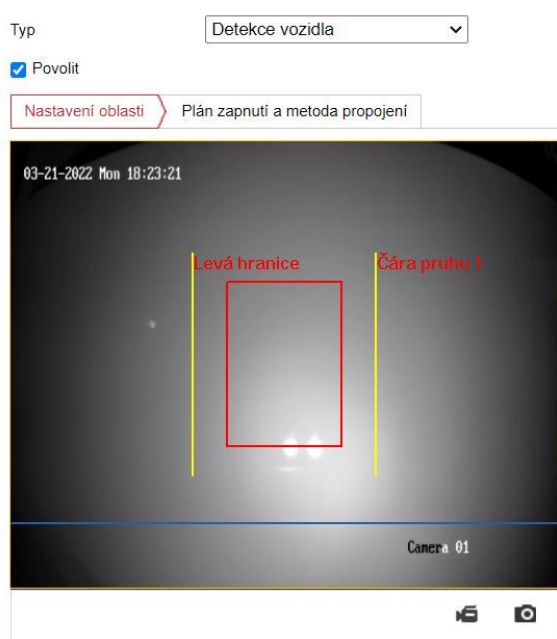 Typ Detekce vozidla
Povolit
Nastavení oblasti Plán zapnutí a metoda propojení
03-21-2022 Mon 18:23:21
Levá hranice Čára pruhu 1
Camera 01